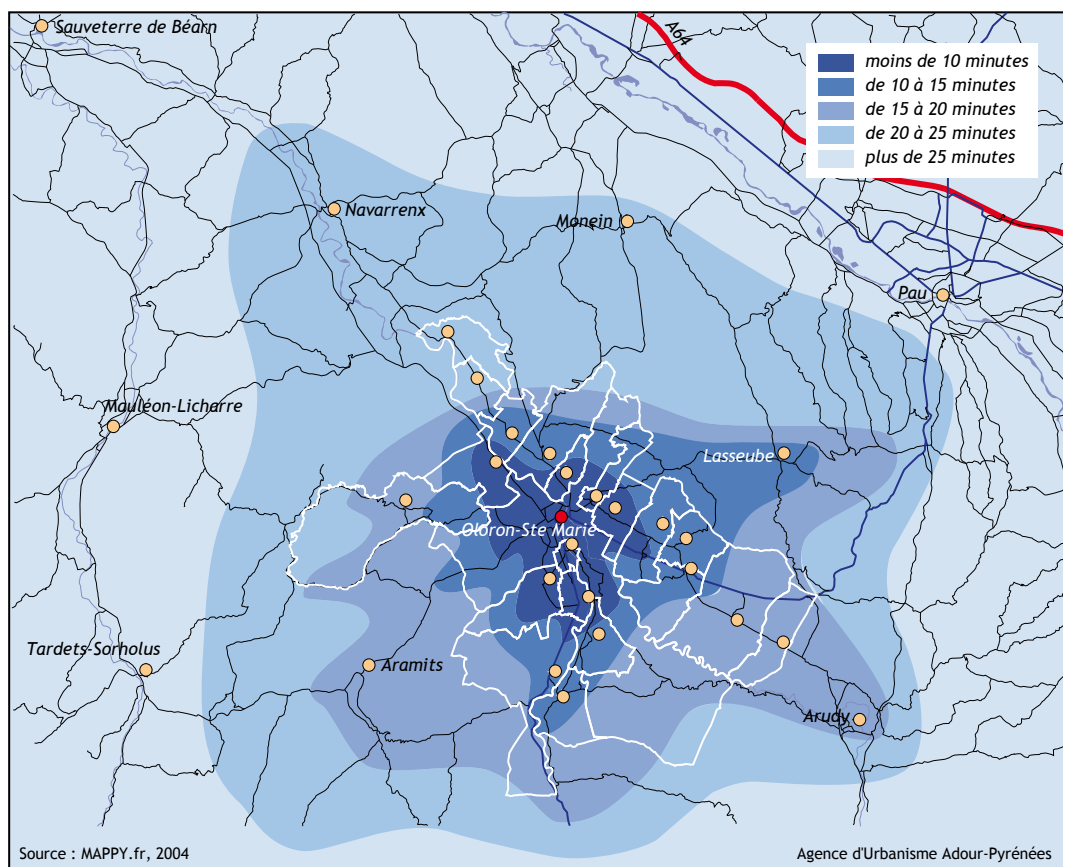 Sauveterre de Béarn
A64
moins de 10 minutes
de 10 à 15 minutes
de 15 à 20 minutes
de 20 à 25 minutes
plus de 25 minutes
Navarrenx
Monein
Pau
Mauléon-Licharre
Lasseube
Oloron-Ste Marie
Tardets-Sorholus
Aramits
Arudy
Source : MAPPY.fr, 2004
Agence d'Urbanisme Adour-Pyrénées